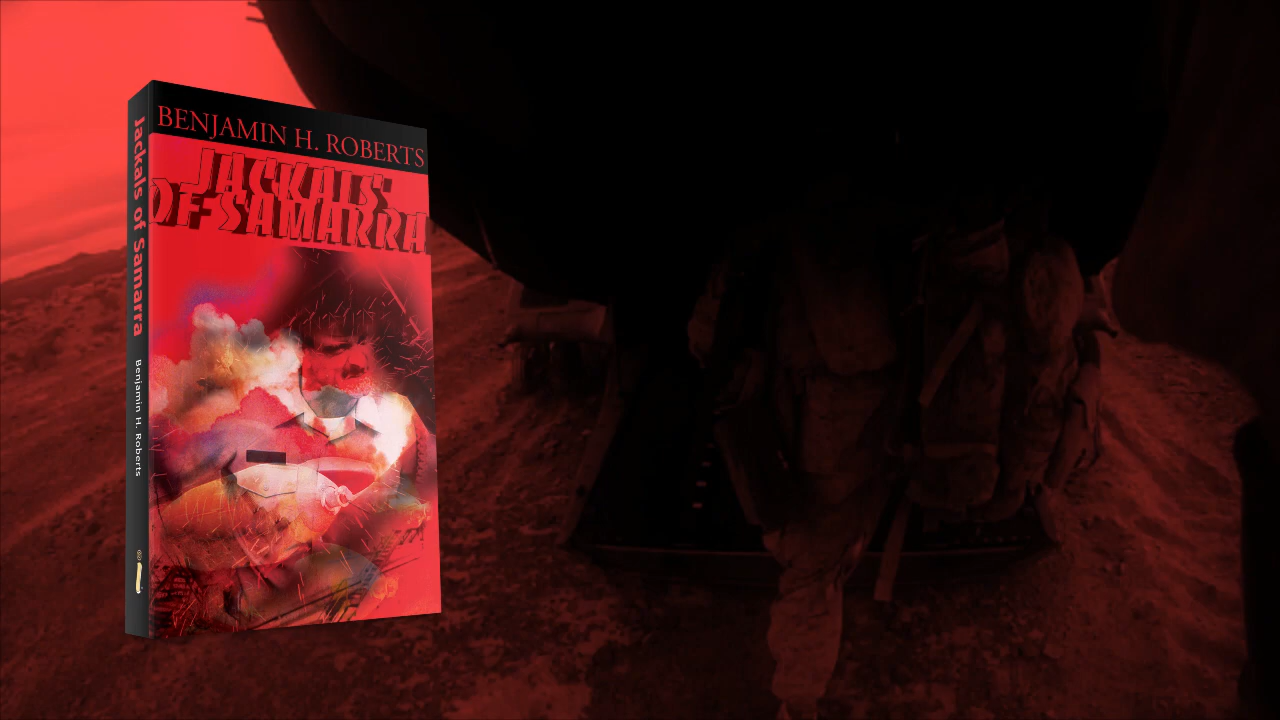 BENJAMIN H. ROBERTS
JACKALS
OF SAMARRA
Jackals of Samarra
Benjamin H. Roberts